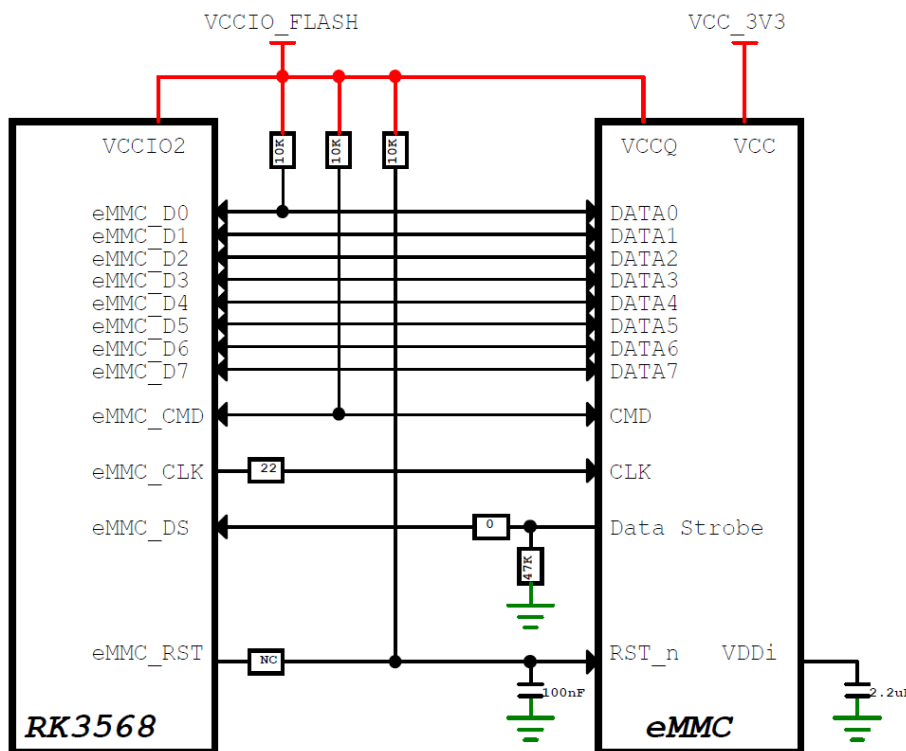 VCCIO_FLASH VCC_3V3
VCCIO2 10K 10K 10K VCCQ VCC
eMMC_D0 DATA0
eMMC_D1 DATA1
eMMC_D2 DATA2
eMMC_D3 DATA3
eMMC_D4 DATA4
eMMC_D5 DATA5
eMMC_D6 DATA6
eMMC_D7 DATA7
eMMC_CMD CMD
eMMC_CLK 22 CLK
eMMC_DS 0 Data Strobe
47K
eMMC_RST NC RST_n VDDi
100nF 2.2u
RK3568 eMMC